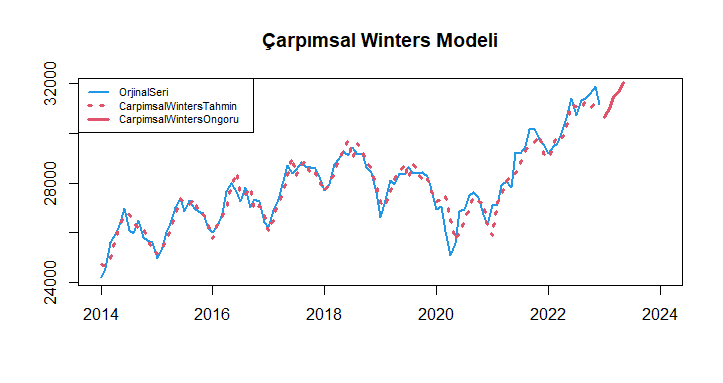 Çarpımsal Winters Modeli
32000
28000
24000
OrjinalSeri
CarpimsalWintersTahmin
CarpimsalWintersOngoru
2014 2016 2018 2020 2022 2024